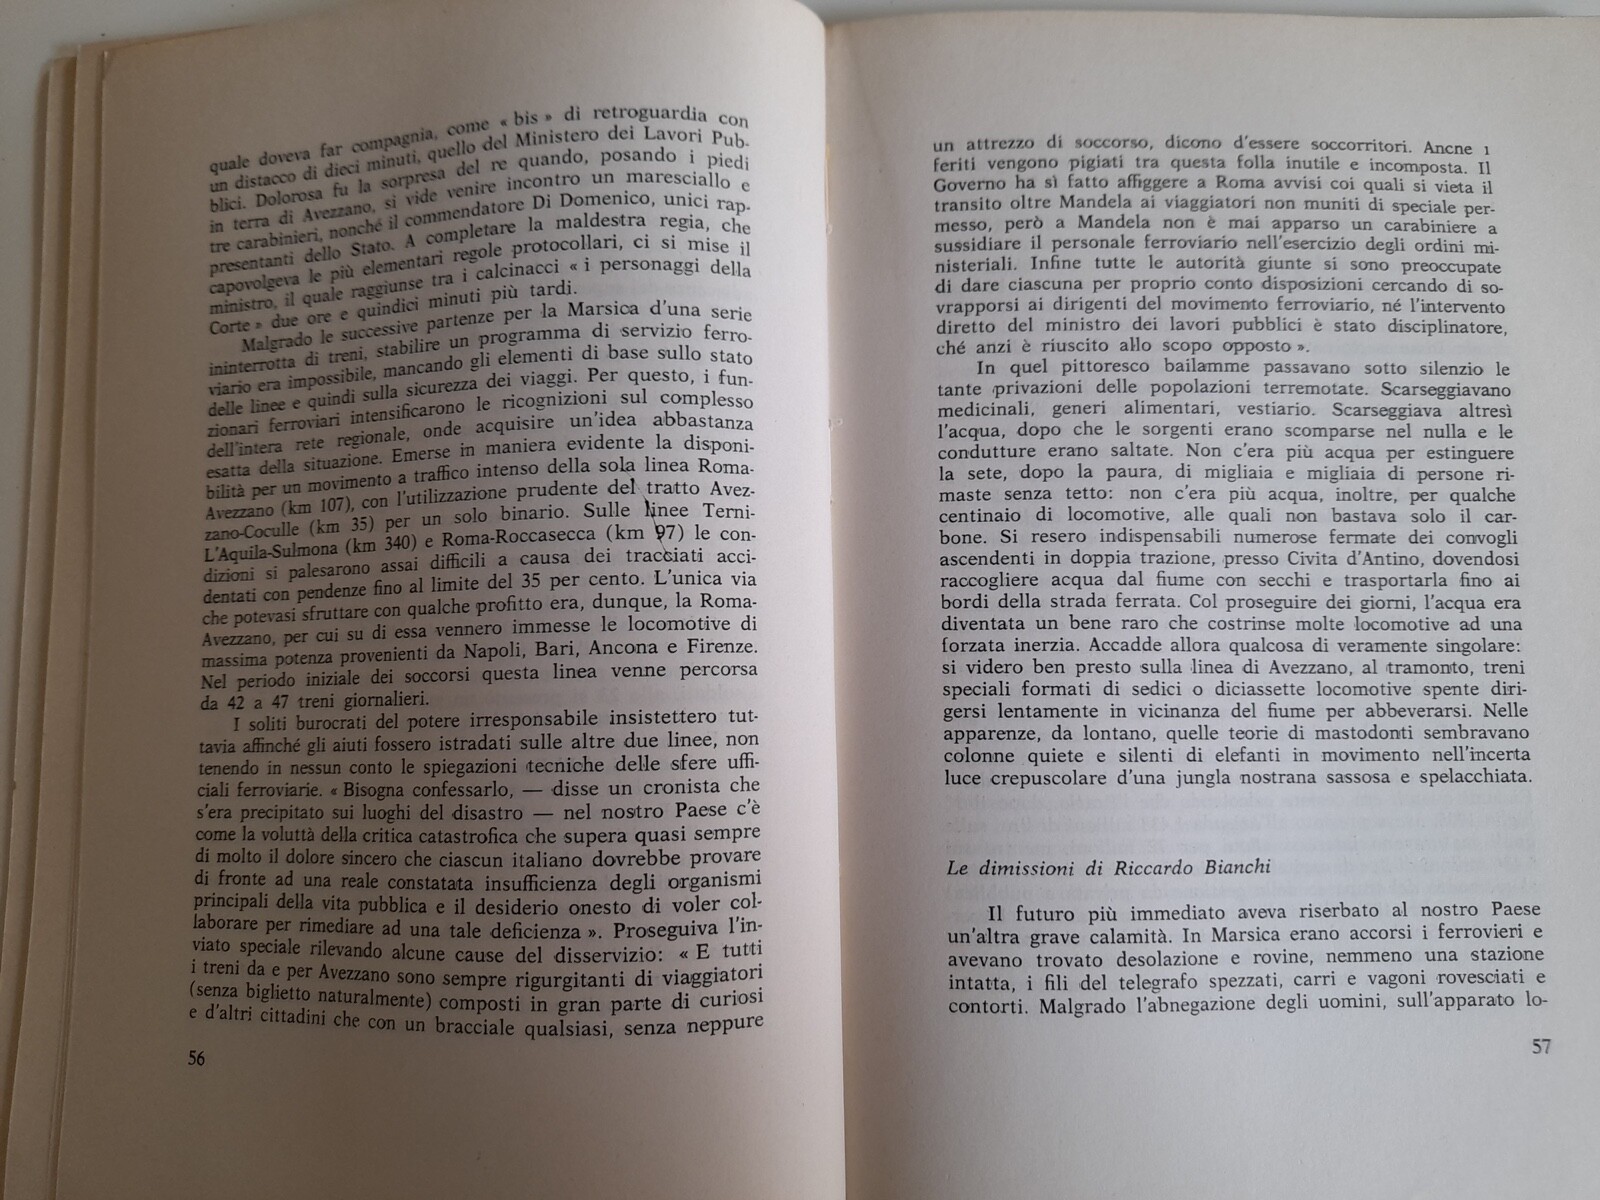 quale doveva far compagnia, come « bis » di retroguardia con
un distacco di dieci minuti, quello del Ministero dei Lavori Pub-
blici. Dolorosa fu la sorpresa del re quando, posando i piedi
in terra di Avezzano, si vide venire incontro un maresciallo e
tre carabinieri, nonché il commendatore Di Domenico, unici rap-
presentanti dello Stato. A completare la maldestra regia, che
capovolgeva le più elementari regole protocollari, ci si mise il
ministro, il quale raggiunse tra i calcinacci « i personaggi della
Corte » due ore e quindici minuti più tardi.
Malgrado le successive partenze per la Marsica d'una serie
ininterrotta di treni, stabilire un programma di servizio ferro-
viario era impossibile, mancando gli elementi di base sullo stato
delle linee e quindi sulla sicurezza dei viaggi. Per questo, i fun-
zionari ferroviari intensificarono le ricognizioni sul complesso
dell'intera rete regionale, onde acquisire un'idea abbastanza
esatta della situazione. Emerse in maniera evidente la disponi-
bilità per un movimento a traffico intenso della sola linea Roma-
Avezzano (km 107), con l'utilizzazione prudente del tratto Avez-
zano-Coculle (km 35) per un solo binario. Sulle linee Terni-
L'Aquila-Sulmona (km 340) e Roma-Roccasecca (km 97) le con-
dizioni si palesarono assai difficili a causa dei tracciati acci-
dentati con pendenze fino al limite del 35 per cento. L'unica via
che potevasi sfruttare con qualche profitto era, dunque, la Roma-
Avezzano, per cui su di essa vennero immesse le locomotive di
massima potenza provenienti da Napoli, Bari, Ancona e Firenze.
Nel periodo iniziale dei soccorsi questa linea venne percorsa
da 42 a 47 treni giornalieri.
I soliti burocrati del potere irresponsabile insistettero tut-
tavia affinché gli aiuti fossero istradati sulle altre due linee, non
tenendo in nessun conto le spiegazioni tecniche delle sfere uffi-
ciali ferroviarie. « Bisogna confessarlo, — disse un cronista che
s'era precipitato sui luoghi del disastro — nel nostro Paese c'è
come la voluttà della critica catastrofica che supera quasi sempre
di molto il dolore sincero che ciascun italiano dovrebbe provare
di fronte ad una reale constatata insufficienza degli organismi
principali della vita pubblica e il desiderio onesto di voler col-
laborare per rimediare ad una tale deficienza ». Proseguiva l'in-
viato speciale rilevando alcune cause del disservizio: « E tutti
i treni da e per Avezzano sono sempre rigurgitanti di viaggiatori
(senza biglietto naturalmente) composti in gran parte di curiosi
e d'altri cittadini che con un bracciale qualsiasi, senza neppure
56
un attrezzo di soccorso, dicono d'essere soccorritori. Anche i
feriti vengono pigiati tra questa folla inutile e incomposta. Il
Governo ha sì fatto affiggere a Roma avvisi coi quali si vieta il
transito oltre Mandela ai viaggiatori non muniti di speciale per-
messo, però a Mandela non è mai apparso un carabiniere a
sussidiare il personale ferroviario nell'esercizio degli ordini mi-
nisteriali. Infine tutte le autorità giunte si sono preoccupate
di dare ciascuna per proprio conto disposizioni cercando di so-
vrapporsi ai dirigenti del movimento ferroviario, né l'intervento
diretto del ministro dei lavori pubblici è stato disciplinatore,
ché anzi è riuscito allo scopo opposto ».
In quel pittoresco bailamme passavano sotto silenzio le
tante privazioni delle popolazioni terremotate. Scarseggiavano
medicinali, generi alimentari, vestiario. Scarseggiava altresì
l'acqua, dopo che le sorgenti erano scomparse nel nulla e le
condutture erano saltate. Non c'era più acqua per estinguere
la sete, dopo la paura, di migliaia e migliaia di persone ri-
maste senza tetto: non c'era più acqua, inoltre, per qualche
centinaio di locomotive, alle quali non bastava solo il car-
bone. Si resero indispensabili numerose fermate dei convogli
ascendenti in doppia trazione, presso Civita d'Antino, dovendosi
raccogliere acqua dal fiume con secchi e trasportarla fino ai
bordi della strada ferrata. Col proseguire dei giorni, l'acqua era
diventata un bene raro che costrinse molte locomotive ad una
forzata inerzia. Accadde allora qualcosa di veramente singolare:
si videro ben presto sulla linea di Avezzano, al tramonto, treni
speciali formati di sedici o diciassette locomotive spente diri-
gersi lentamente in vicinanza del fiume per abbeverarsi. Nelle
apparenze, da lontano, quelle teorie di mastodonti sembravano
colonne quiete e silenti di elefanti in movimento nell'incerta
luce crepuscolare d'una jungla nostrana sassosa e spelacchiata.
Le dimissioni di Riccardo Bianchi
Il futuro più immediato aveva riserbato al nostro Paese
un'altra grave calamità. In Marsica erano accorsi i ferrovieri e
avevano trovato desolazione e rovine, nemmeno una stazione
intatta, i fili del telegrafo spezzati, carri e vagoni rovesciati e
contorti. Malgrado l'abnegazione degli uomini, sull'apparato lo-
57